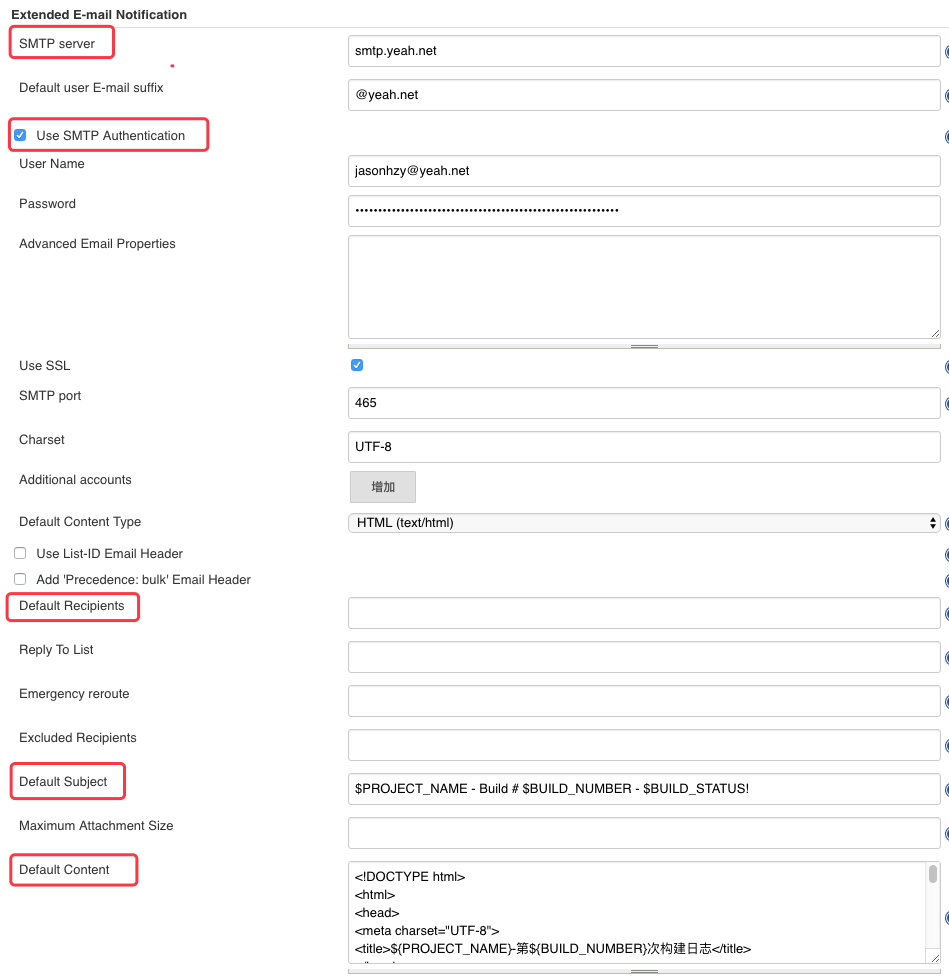 Extended E-mail Notification
SMTP server
smtp.yeah.net
Default user E-mail suffix
@yeah.net
Use SMTP Authentication
User Name
jasonhzy@yeah.net
Password
Advanced Email Properties
Use SSL
SMTP port
465
Charset
UTF-8
Additional accounts
增加
Default Content Type
HTML (text/html)
Use List-ID Email Header
Add 'Precedence: bulk' Email Header
Default Recipients
Reply To List
Emergency reroute
Excluded Recipients
Default Subject
$PROJECT_NAME - Build # $BUILD_NUMBER - $BUILD_STATUS!
Maximum Attachment Size
Default Content
<!DOCTYPE html>
<html>
<head>
<meta charset="UTF-8">
<title>${PROJECT_NAME}-第${BUILD_NUMBER}次构建日志</title>